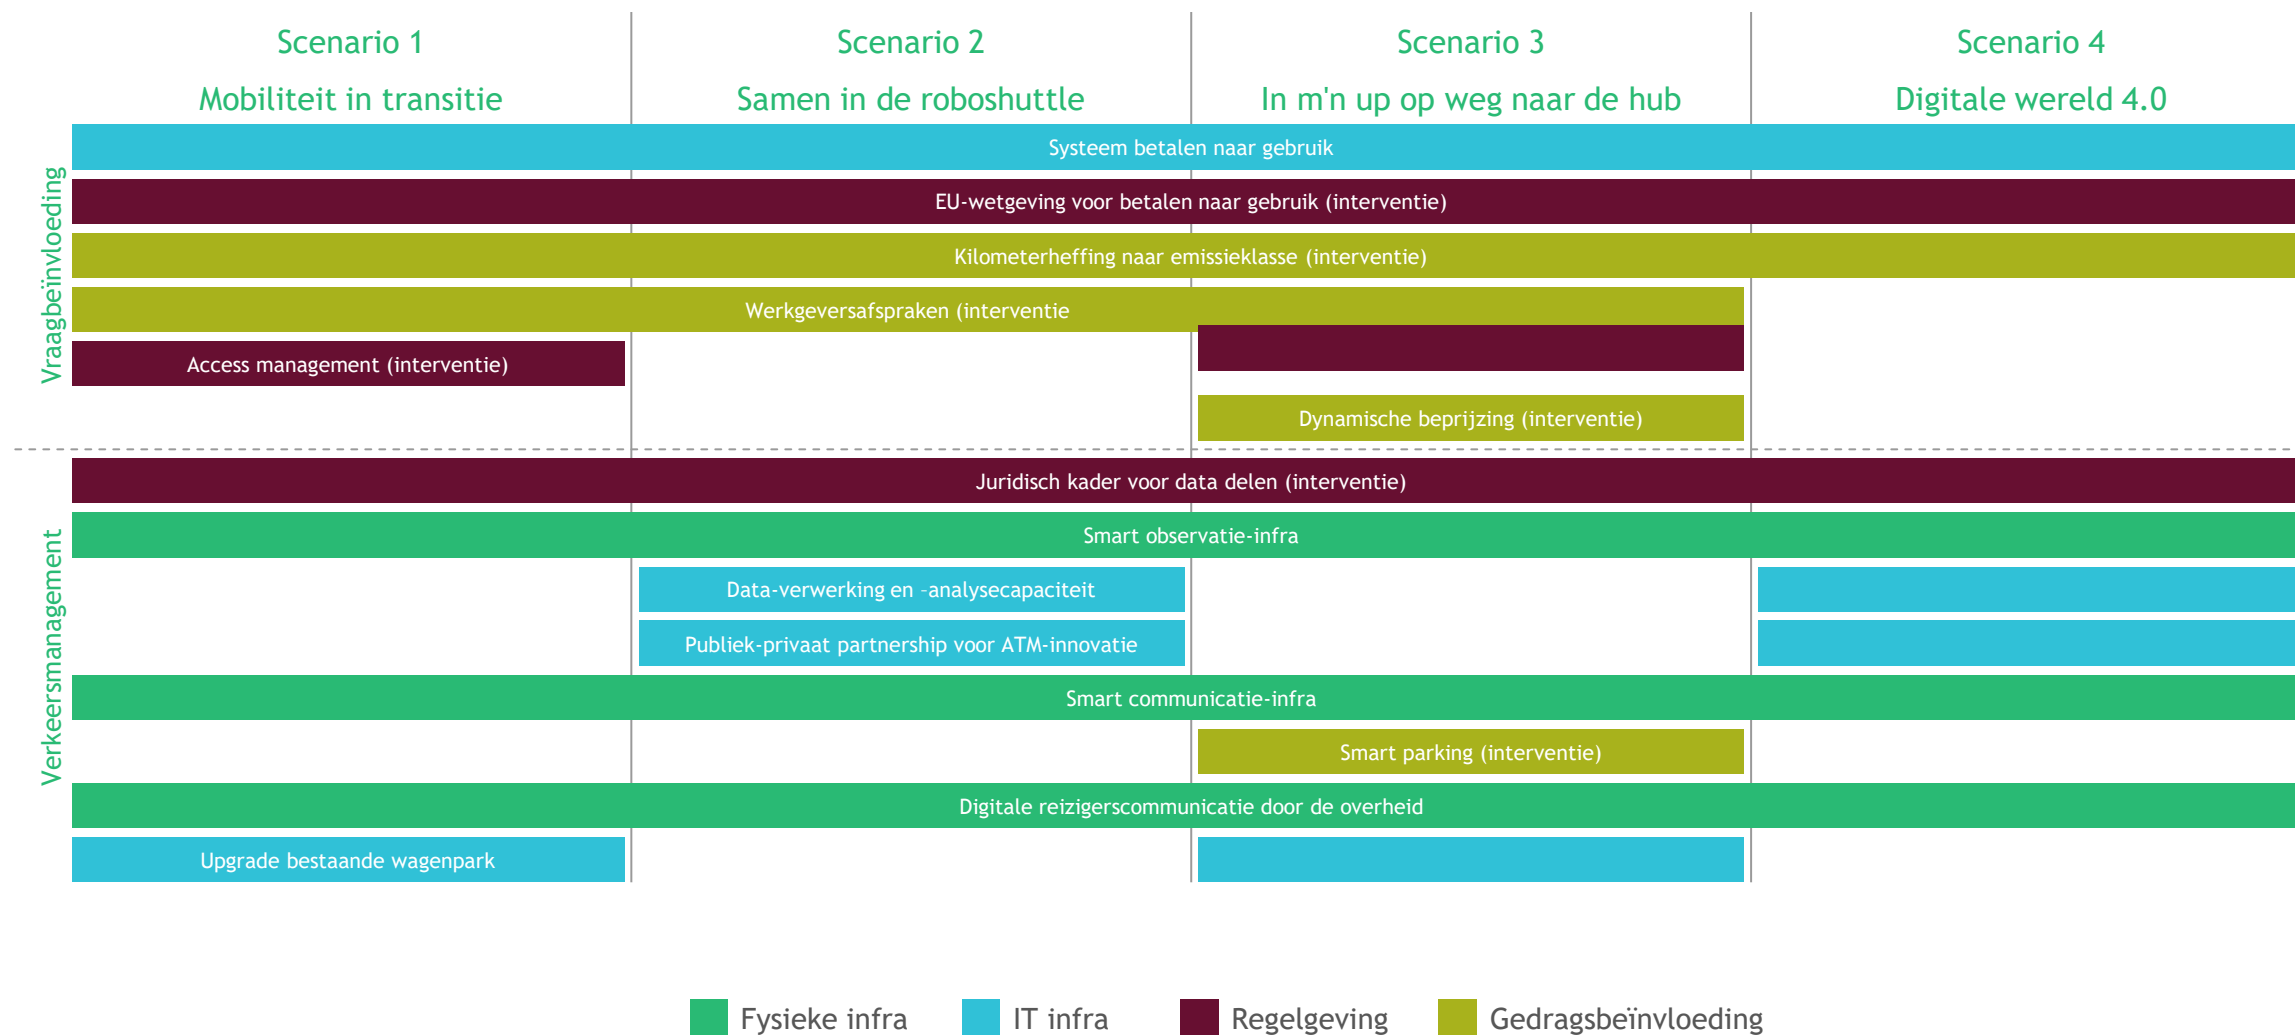 Scenario 1
Mobiliteit in transitie
Scenario 2
Samen in de roboshuttle
Scenario 3
In m'n up op weg naar de hub
Scenario 4
Digitale wereld 4.0
Vraagbeïnvloeding
Systeem betalen naar gebruik
EU-wetgeving voor betalen naar gebruik (interventie)
Kilometerheffing naar emissieklasse (interventie)
Werkgeversafspraken (interventie
Access management (interventie)
Dynamische beprijzing (interventie)
Verkeersmanagement
Juridisch kader voor data delen (interventie)
Smart observatie-infra
Data-verwerking en –analysecapaciteit
Publiek-privaat partnership voor ATM-innovatie
Smart communicatie-infra
Smart parking (interventie)
Digitale reizigerscommunicatie door de overheid
Upgrade bestaande wagenpark
Fysieke infra
IT infra
Regelgeving
Gedragsbeïnvloeding